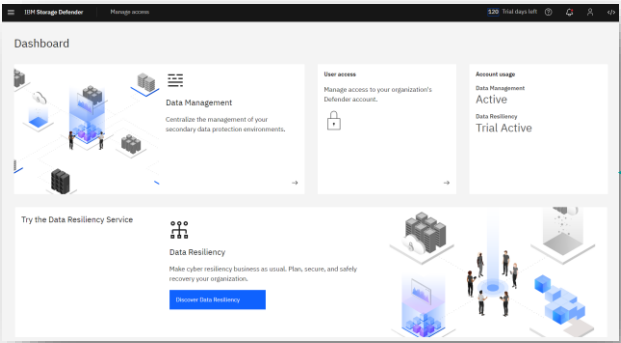 IBM Storage Defender
Manage access
120 Trial days left
Dashboard
Data Management
Centralize the management of your
secondary data protection environments.
User access
Manage access to your organization's
Defender account.
Account usage
Data Management
Active
Data Resiliency
Trial Active
Try the Data Resiliency Service
Data Resiliency
Make cyber resiliency business as usual. Plan, secure, and safely
recovery your organization.
Discover Data Resiliency